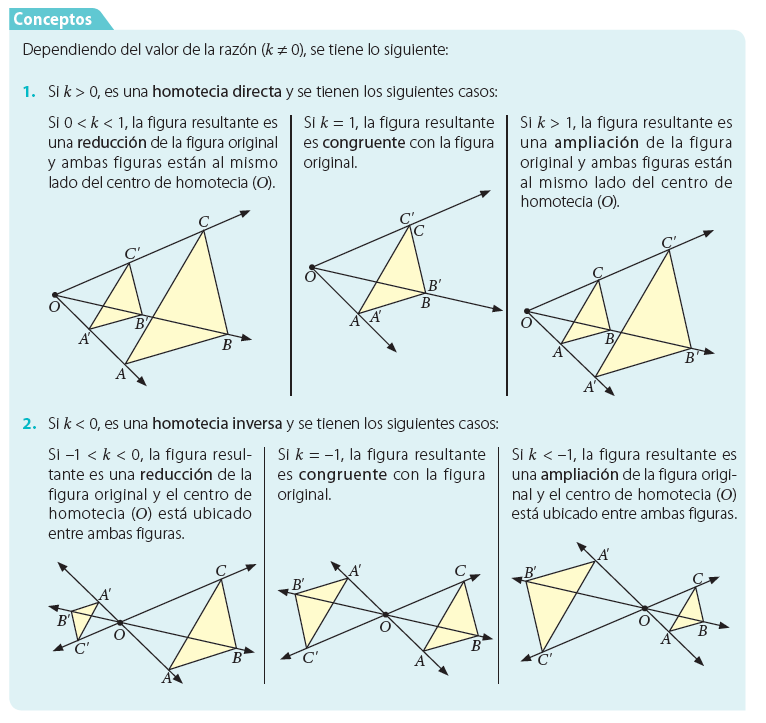 Conceptos
Dependiendo del valor de la razón (k ≠ 0), se tiene lo siguiente:
1. Si k > 0, es una homotecia directa y se tienen los siguientes casos:
Si 0 < k < 1, la figura resultante es
una reducción de la figura original
y ambas figuras están al mismo
lado del centro de homotecia (O).
C
C'
O
B'
A'
B
A
Si k = 1, la figura resultante
es congruente con la figura
original.
C'
C
O
B'
B
A A'
Si k > 1, la figura resultante es
una ampliación de la figura
original y ambas figuras están
al mismo lado del centro de
homotecia (O).
C'
C
O
B
A
B'
A'
2. Si k < 0, es una homotecia inversa y se tienen los siguientes casos:
Si –1 < k < 0, la figura resul-
tante es una reducción de la
figura original y el centro de
homotecia (O) está ubicado
entre ambas figuras.
C
A'
B'
O
C'
B
A
Si k = –1, la figura resultante
es congruente con la figura
original.
A'
C
B'
O
B
C'
A
Si k < –1, la figura resultante es
una ampliación de la figura origi-
nal y el centro de homotecia (O)
está ubicado entre ambas figuras.
A'
B'
C
O
B
A
C'